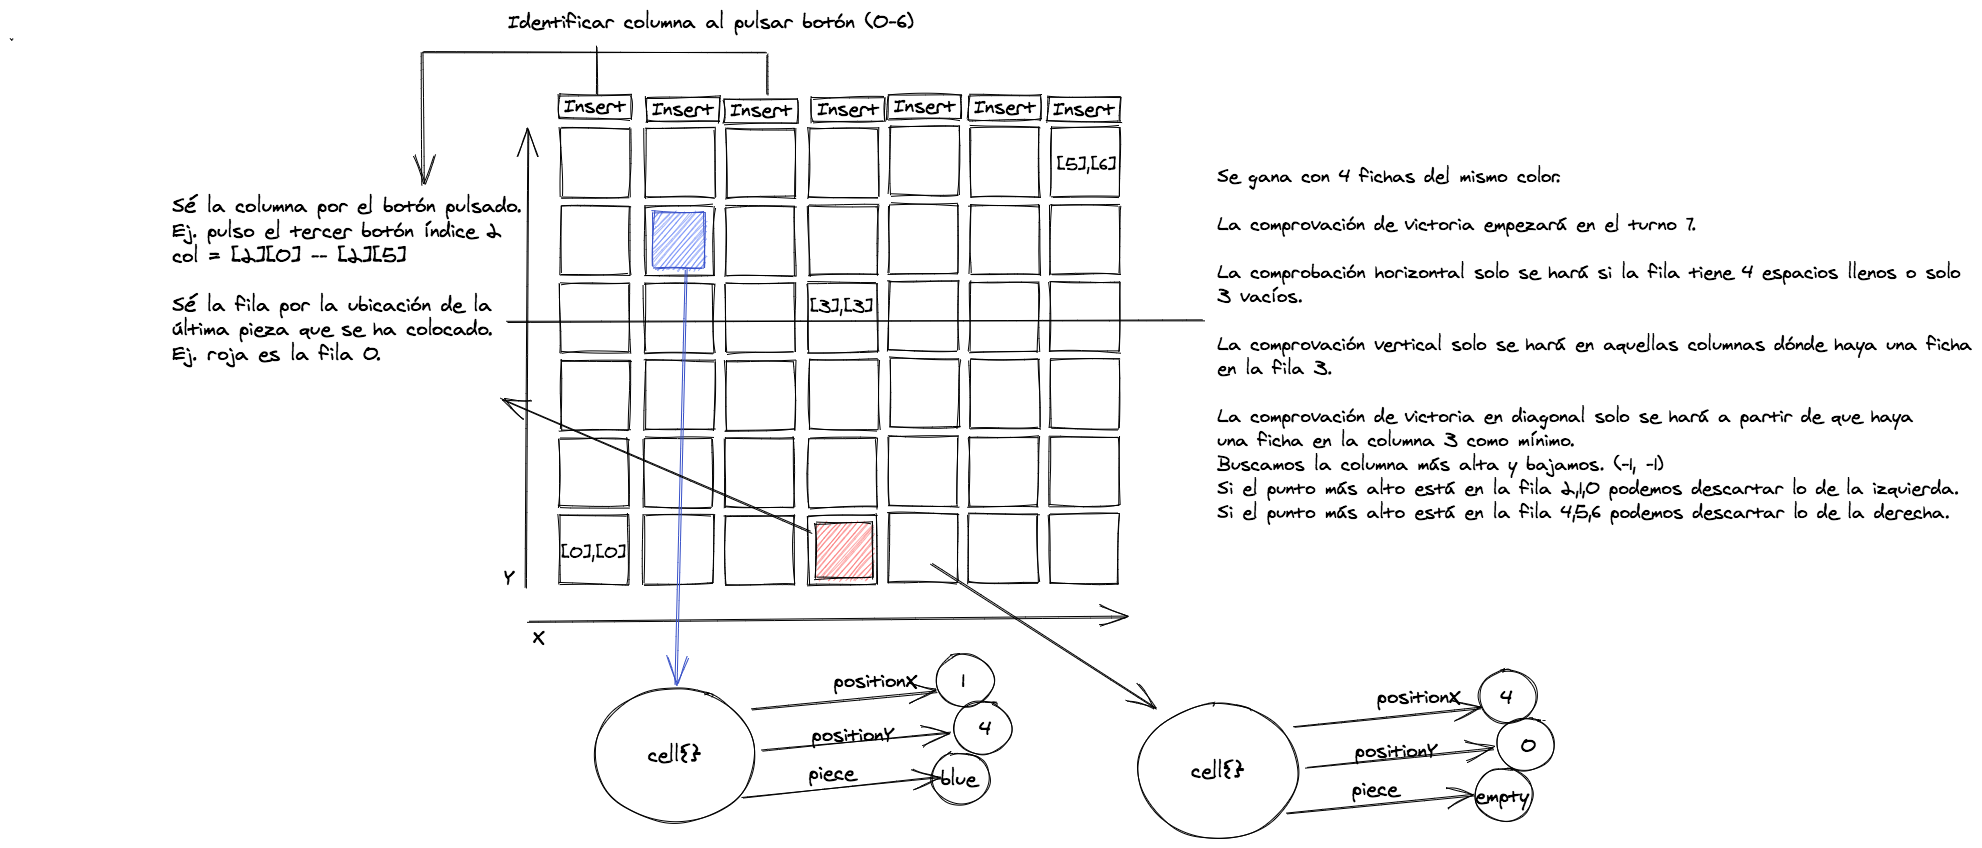 Identificar columna al pulsar botón (0-6)
Insert
Insert
Insert
Insert
Insert
Insert
Insert
[5],[6]
Sé la columna por el botón pulsado.
Ej. pulso el tercer botón índice 2
col = [2][0] -- [2][5]
Sé la fila por la ubicación de la
última pieza que se ha colocado.
Ej. roja es la fila 0.
[3],[3]
[0],[0]
Y
X
Se gana con 4 fichas del mismo color.
La comprovación de victoria empezará en el turno 7.
La comprobación horizontal solo se hará si la fila tiene 4 espacios llenos o solo
3 vacíos.
La comprovación vertical solo se hará en aquellas columnas dónde haya una ficha
en la fila 3.
La comprovación de victoria en diagonal solo se hará a partir de que haya
una ficha en la columna 3 como mínimo.
Buscamos la columna más alta y bajamos. (-1, -1)
Si el punto más alto está en la fila 2,1,0 podemos descartar lo de la izquierda.
Si el punto más alto está en la fila 4,5,6 podemos descartar lo de la derecha.
cell{}
positionX
1
positionY
4
piece
blue
cell{}
positionX
4
positionY
0
piece
empty